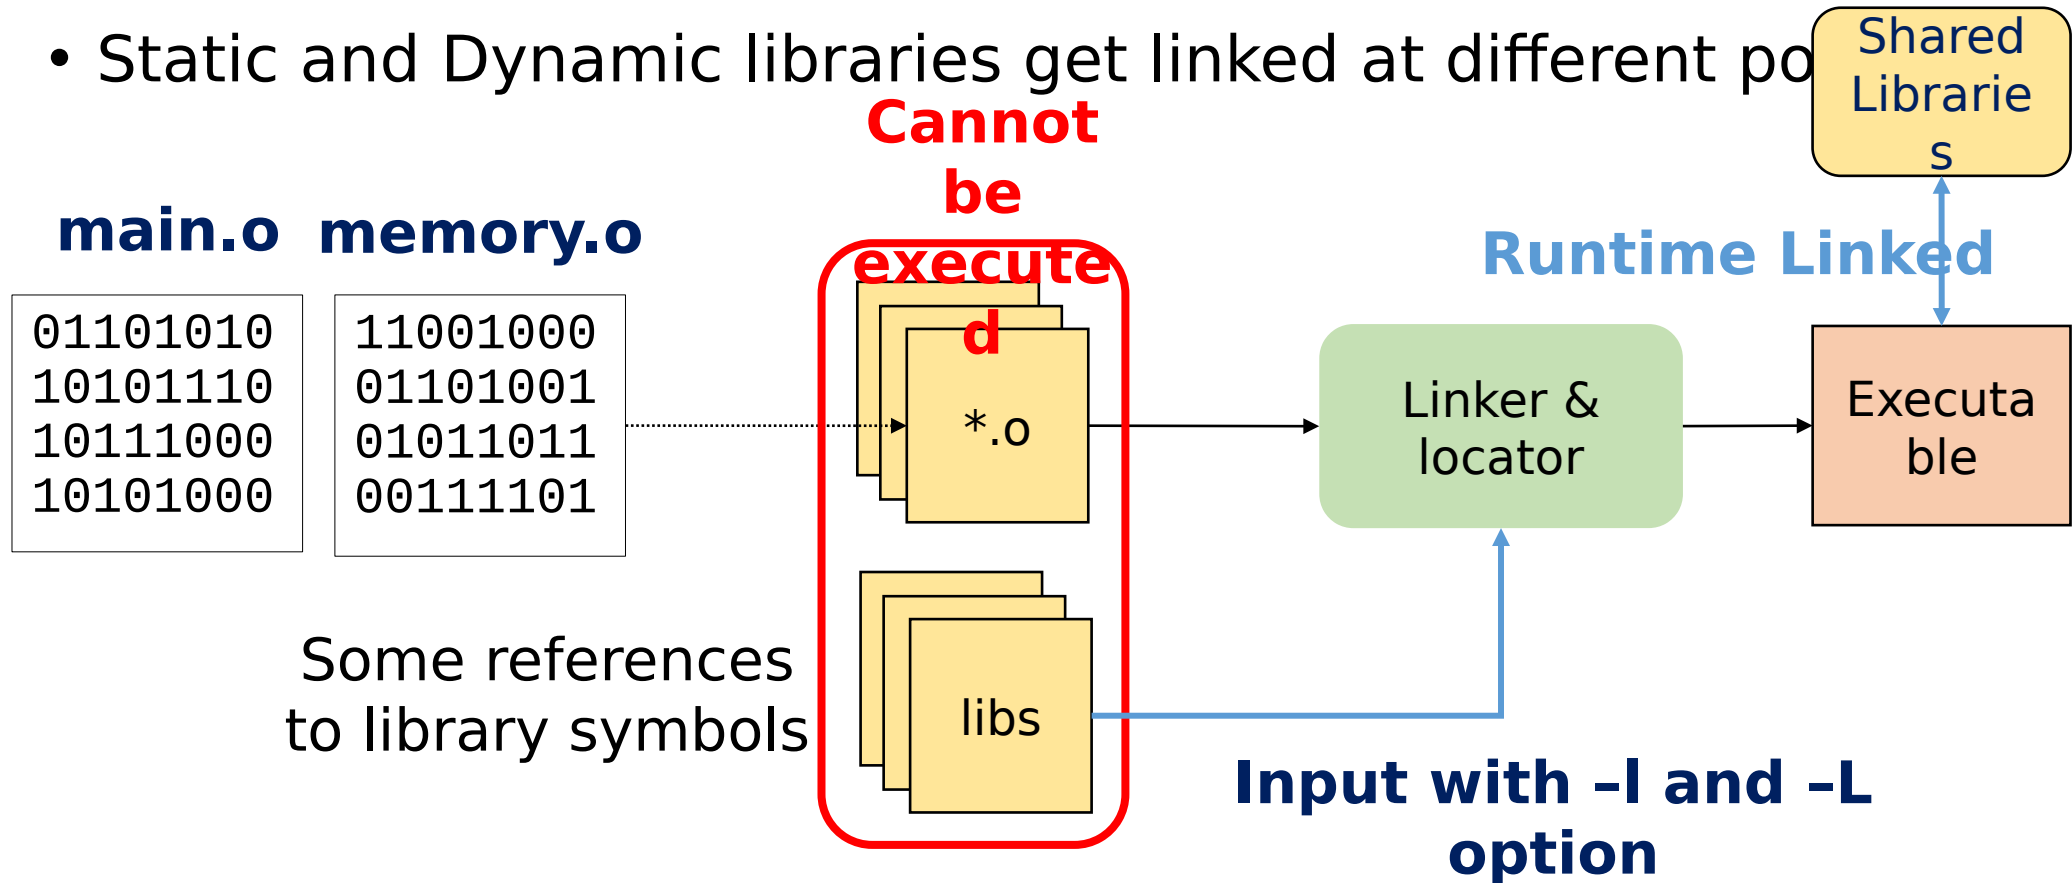 • Static and Dynamic libraries get linked at different po
Shared
Librarie
s
Cannot
be
execute
d
main.o
memory.o
Runtime Linked
01101010
10101110
10111000
10101000
11001000
01101001
01011011
00111101
*.o
Linker &
locator
Executa
ble
Some references
to library symbols
libs
Input with –l and –L
option